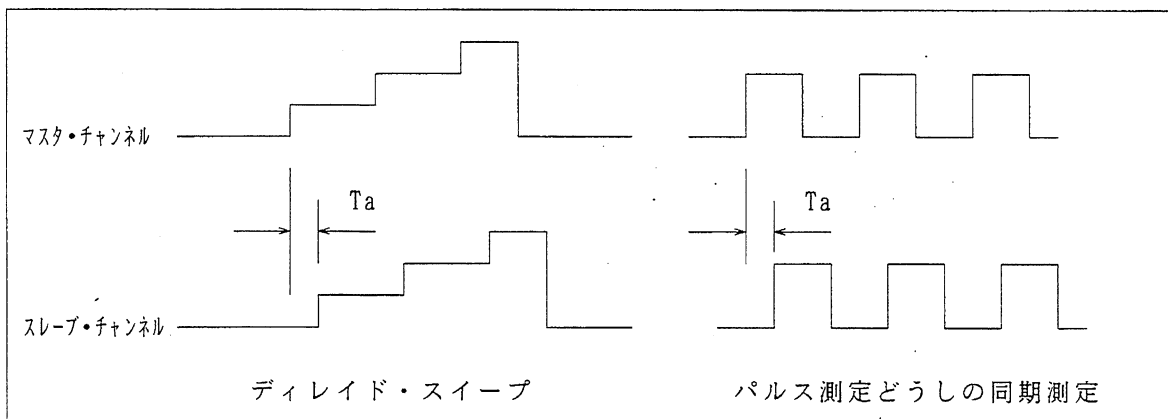 マスタ・チャンネル
Ta
Ta
スレーブ・チャンネル
ディレイド・スイープ
パルス測定どうしの同期測定